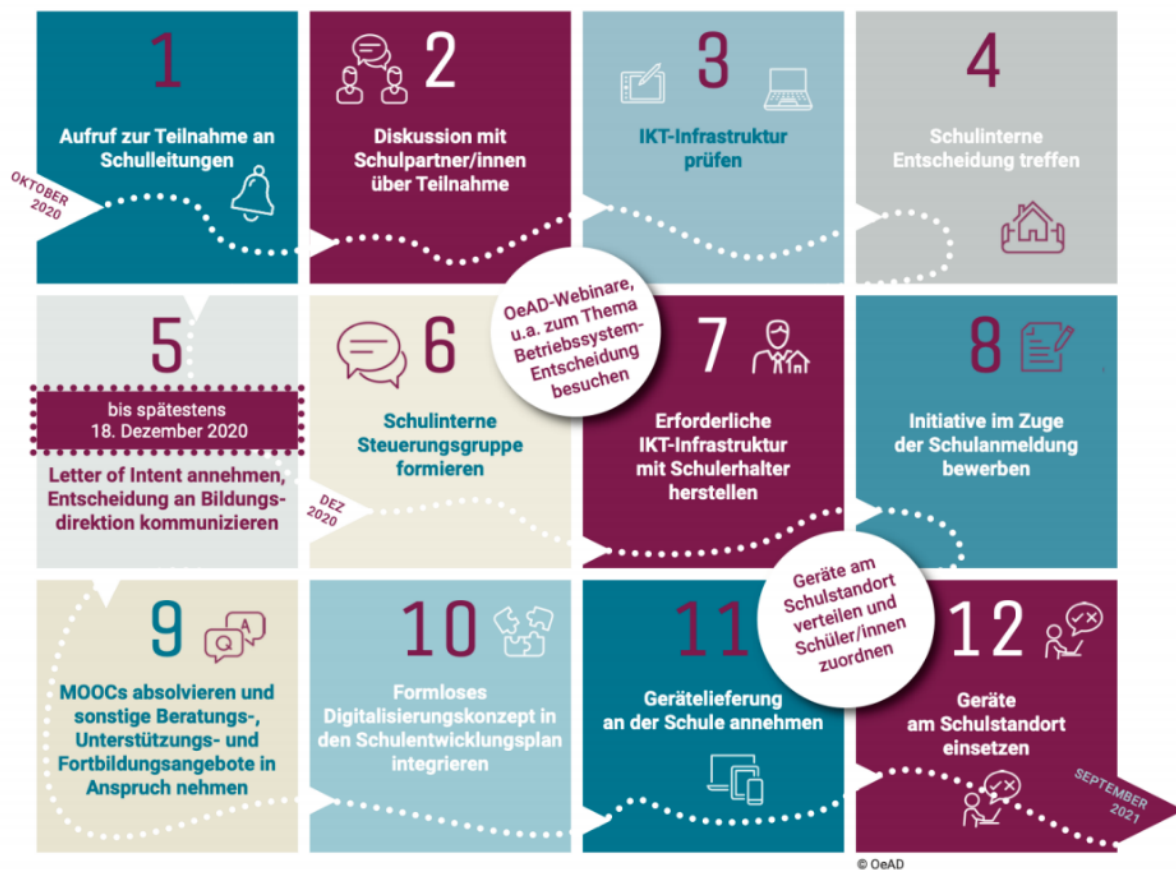 1
Aufruf zur Teilnahme an
Schulleitungen
OKTOBER
2020
2
Diskussion mit
Schulpartner/innen
über Teilnahme
3
IKT-Infrastruktur
prüfen
4
Schulinterne
Entscheidung treffen
OeAD-Webinare,
u.a. zum Thema
Betriebssystem-
Entscheidung
besuchen
5
bis spätestens
18. Dezember 2020
Letter of Intent annehmen,
Entscheidung an Bildungs-
direktion kommunizieren
DEZ
2020
6
Schulinterne
Steuerungsgruppe
formieren
7
Erforderliche
IKT-Infrastruktur
mit Schulerhalter
herstellen
8
Initiative im Zuge
der Schulanmeldung
bewerben
Geräte am
Schulstandort
verteilen und
Schüler/innen
zuordnen
9
Q A
MOOCs absolvieren und
sonstige Beratungs-,
Unterstützungs- und
Fortbildungsangebote in
Anspruch nehmen
10
Formloses
Digitalisierungskonzept in
den Schulentwicklungsplan
integrieren
11
Gerätelieferung
an der Schule annehmen
12
Geräte
am Schulstandort
einsetzen
SEPTEMBER
2021
© OeAD